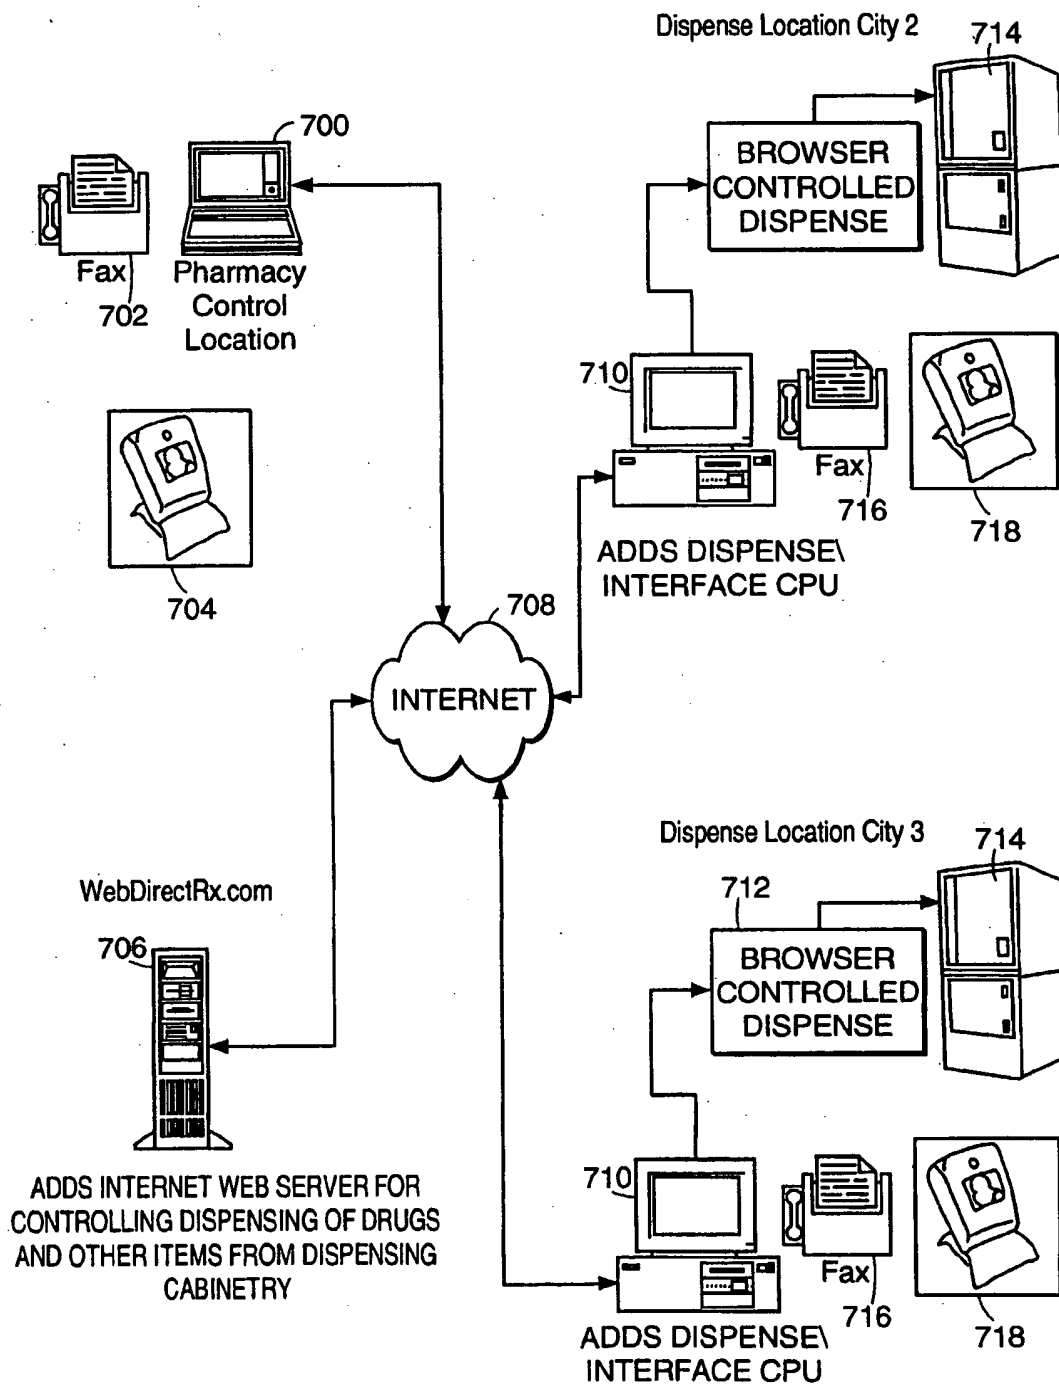 Dispense Location City 2
714
700
BROWSER
CONTROLLED
DISPENSE
Fax
702
Pharmacy
Control
Location
710
Fax
716
718
704
ADDS DISPENSE\
INTERFACE CPU
708
INTERNET
Dispense Location City 3
714
712
BROWSER
CONTROLLED
DISPENSE
WebDirectRx.com
706
ADDS INTERNET WEB SERVER FOR
CONTROLLING DISPENSING OF DRUGS
AND OTHER ITEMS FROM DISPENSING
CABINETRY
710
Fax
716
718
ADDS DISPENSE\
INTERFACE CPU